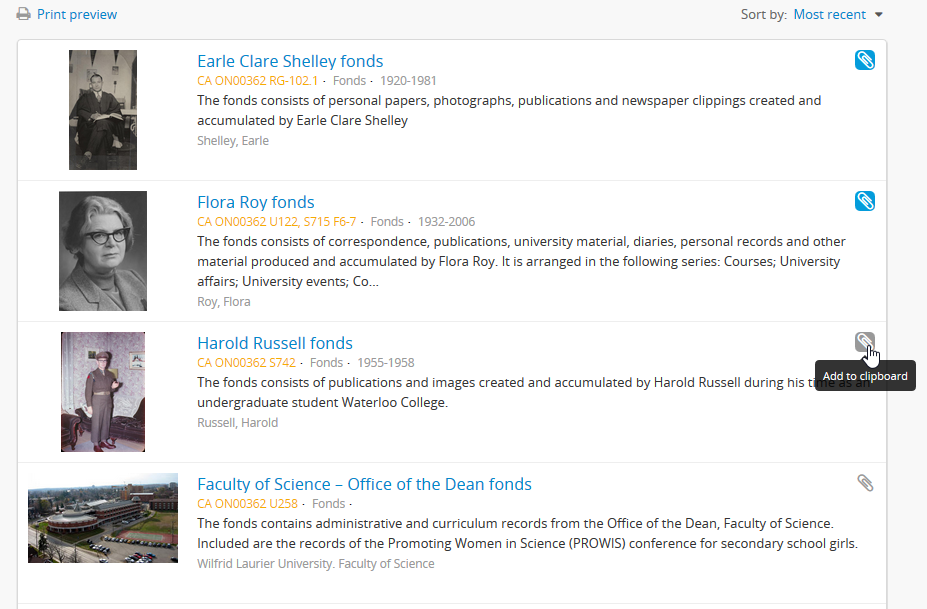 Print preview
Sort by: Most recent
Earle Clare Shelley fonds
CA ON00362 RG-102.1 · Fonds · 1920-1981
The fonds consists of personal papers, photographs, publications and newspaper clippings created and
accumulated by Earle Clare Shelley
Shelley, Earle
Flora Roy fonds
CA ON00362 U122, S715 F6-7 · Fonds · 1932-2006
The fonds consists of correspondence, publications, university material, diaries, personal records and other
material produced and accumulated by Flora Roy. It is arranged in the following series: Courses; University
affairs; University events; Co...
Roy, Flora
Harold Russell fonds
CA ON00362 S742 · Fonds · 1955-1958
Add to clipboard
The fonds consists of publications and images created and accumulated by Harold Russell during his time as an
undergraduate student Waterloo College.
Russell, Harold
Faculty of Science – Office of the Dean fonds
CA ON00362 U258 · Fonds ·
The fonds contains administrative and curriculum records from the Office of the Dean, Faculty of Science.
Included are the records of the Promoting Women in Science (PROWIS) conference for secondary school girls.
Wilfrid Laurier University. Faculty of Science